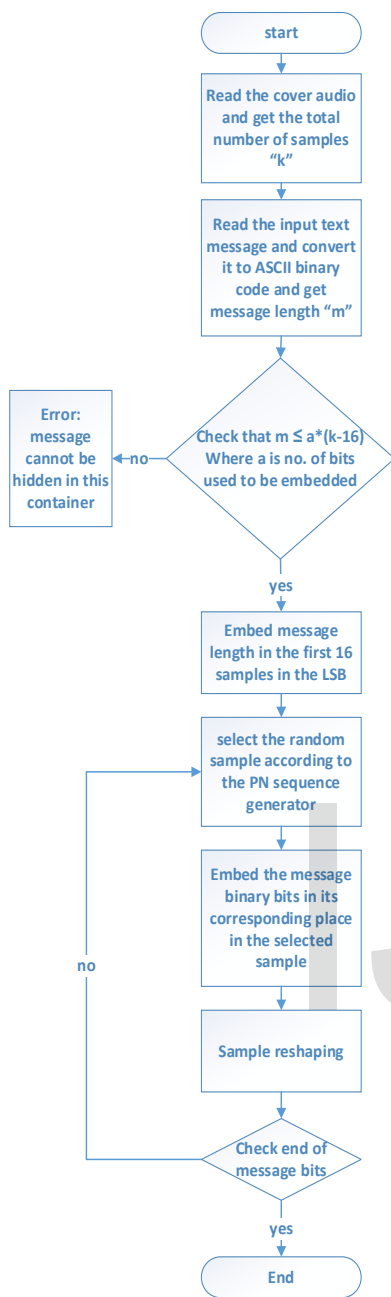 start
Read the cover audio
and get the total
number of samples
“k”
Read the input text
message and convert
it to ASCII binary
code and get
message length “m”
Check that m ≤ a*(k-16)
Where a is no. of bits
used to be embedded
no
Error:
message
cannot be
hidden in this
container
yes
Embed message
length in the first 16
samples in the LSB
select the random
sample according to
the PN sequence
generator
Embed the message
binary bits in its
corresponding place
in the selected
sample
no
Sample reshaping
Check end of
message bits
yes
End